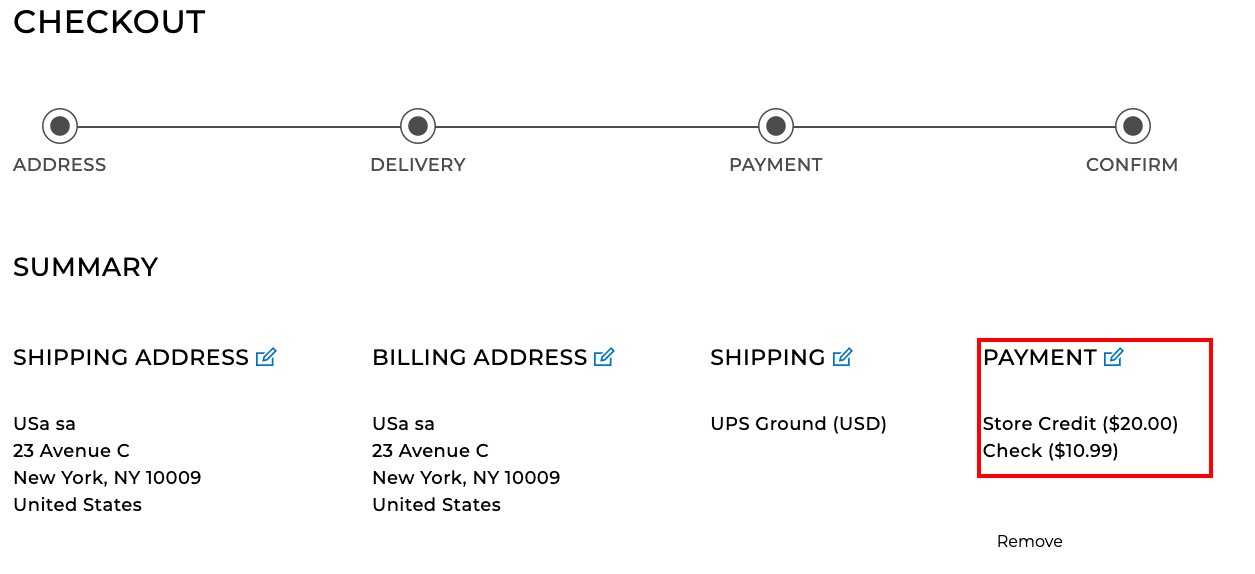 CHECKOUT
ADDRESS
DELIVERY
PAYMENT
CONFIRM
SUMMARY
SHIPPING ADDRESS
USa sa
23 Avenue C
New York, NY 10009
United States
BILLING ADDRESS
USa sa
23 Avenue C
New York, NY 10009
United States
SHIPPING
UPS Ground (USD)
PAYMENT
Store Credit ($20.00)
Check ($10.99)
Remove